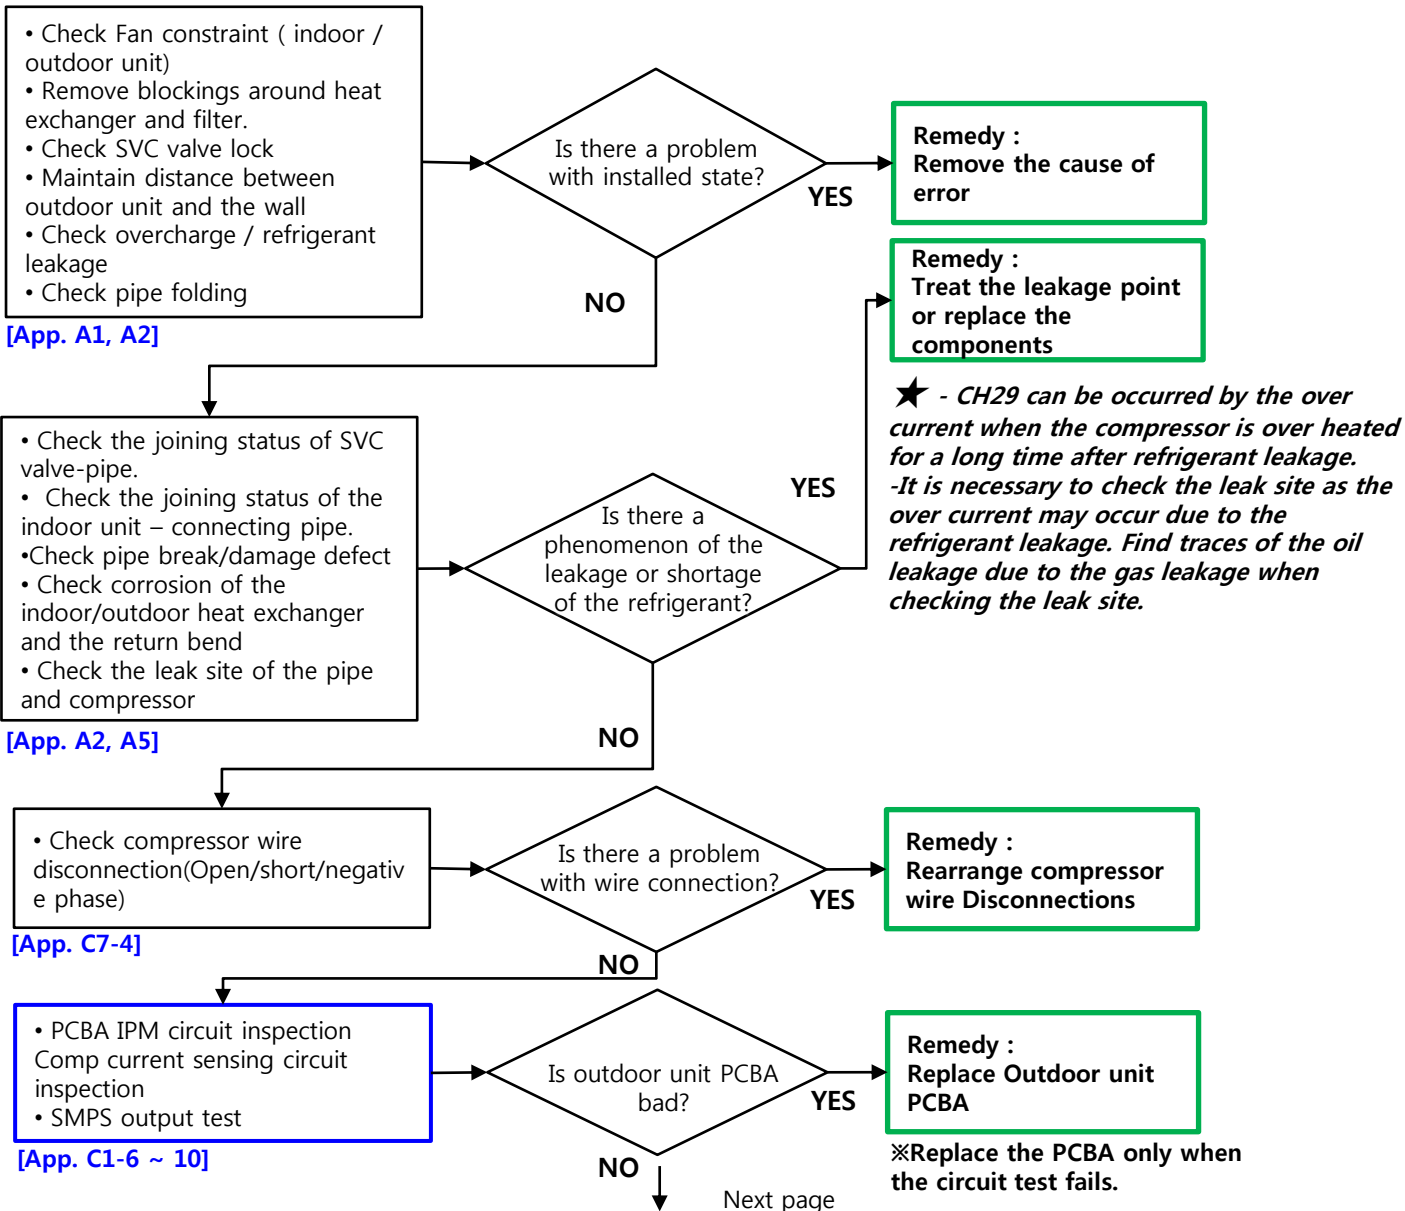 • Check Fan constraint ( indoor /
outdoor unit)
• Remove blockings around heat
exchanger and filter.
• Check SVC valve lock
• Maintain distance between
outdoor unit and the wall
• Check overcharge / refrigerant
leakage
• Check pipe folding
[App. A1, A2]
Is there a problem
with installed state?
YES
NO
Remedy :
Remove the cause of
error
Remedy :
Treat the leakage point
or replace the
components
★ - CH29 can be occurred by the over
current when the compressor is over heated
for a long time after refrigerant leakage.
-It is necessary to check the leak site as the
over current may occur due to the
refrigerant leakage. Find traces of the oil
leakage due to the gas leakage when
checking the leak site.
• Check the joining status of SVC
valve-pipe.
• Check the joining status of the
indoor unit – connecting pipe.
•Check pipe break/damage defect
• Check corrosion of the
indoor/outdoor heat exchanger
and the return bend
• Check the leak site of the pipe
and compressor
[App. A2, A5]
Is there a
phenomenon of the
leakage or shortage
of the refrigerant?
YES
NO
• Check compressor wire
disconnection(Open/short/negativ
e phase)
[App. C7-4]
Is there a problem
with wire connection?
YES
NO
Remedy :
Rearrange compressor
wire Disconnections
• PCBA IPM circuit inspection
Comp current sensing circuit
inspection
• SMPS output test
[App. C1-6 ~ 10]
Is outdoor unit PCBA
bad?
YES
NO
Remedy :
Replace Outdoor unit
PCBA
※Replace the PCBA only when
the circuit test fails.
Next page